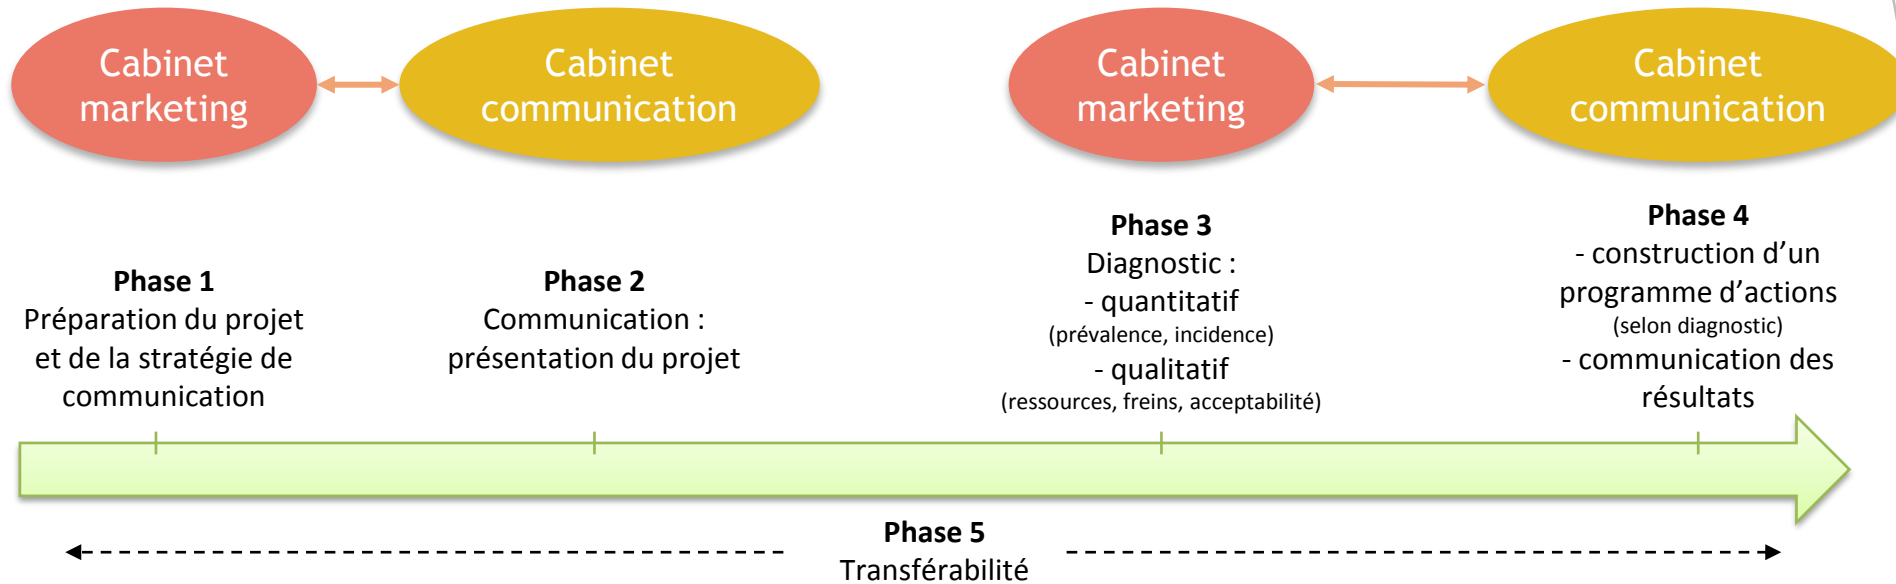 Cabinet
marketing
Cabinet
communication
Cabinet
marketing
Cabinet
communication
Phase 1
Préparation du projet
et de la stratégie de
communication
Phase 2
Communication :
présentation du projet
Phase 3
Diagnostic :
- quantitatif
(prévalence, incidence)
- qualitatif
(ressources, freins, acceptabilité)
Phase 4
- construction d’un
programme d’actions
(selon diagnostic)
- communication des
résultats
Phase 5
Transférabilité